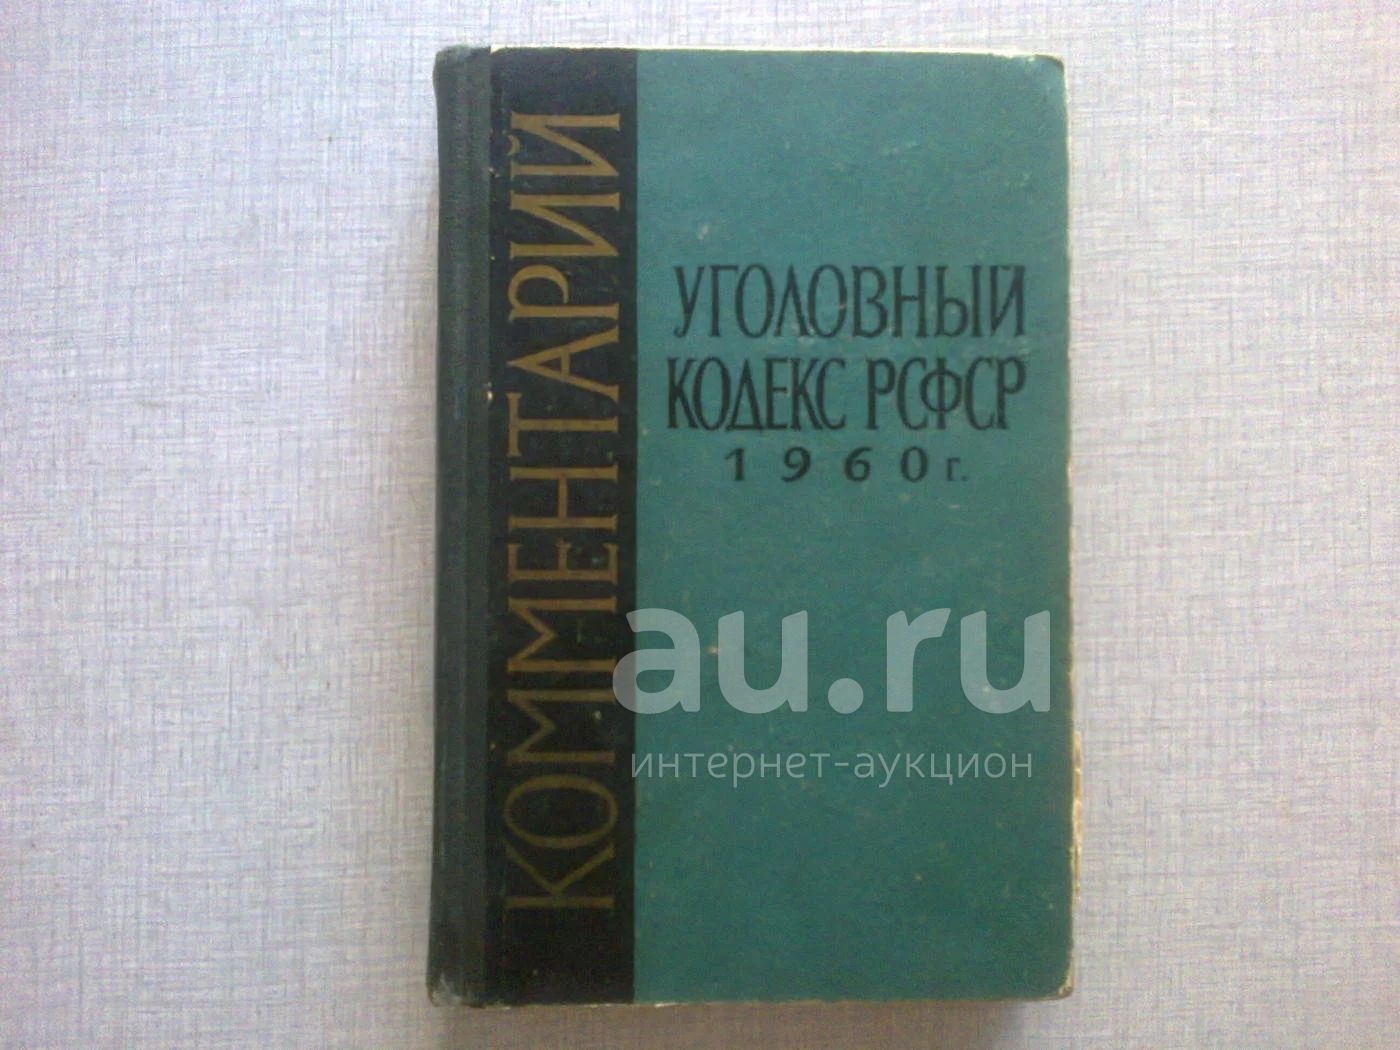 КОММЕНТАРИЙ
УГОЛОВНЫЙ
КОДЕКС РСФСР
1960 г.
au.ru
интернет-аукцион